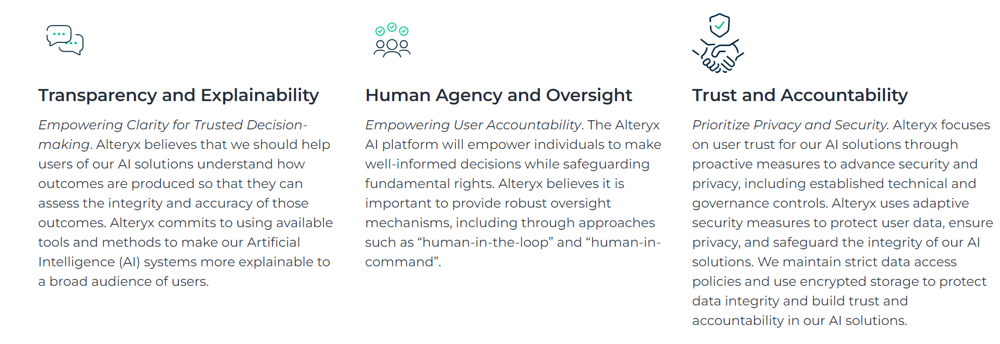 Transparency and Explainability
Empowering Clarity for Trusted Decision-
making. Alteryx believes that we should help
users of our AI solutions understand how
outcomes are produced so that they can
assess the integrity and accuracy of those
outcomes. Alteryx commits to using available
tools and methods to make our Artificial
Intelligence (AI) systems more explainable to
a broad audience of users.
Human Agency and Oversight
Empowering User Accountability. The Alteryx
AI platform will empower individuals to make
well-informed decisions while safeguarding
fundamental rights. Alteryx believes it is
important to provide robust oversight
mechanisms, including through approaches
such as “human-in-the-loop” and “human-in-
command”.
Trust and Accountability
Prioritize Privacy and Security. Alteryx focuses
on user trust for our AI solutions through
proactive measures to advance security and
privacy, including established technical and
governance controls. Alteryx uses adaptive
security measures to protect user data, ensure
privacy, and safeguard the integrity of our AI
solutions. We maintain strict data access
policies and use encrypted storage to protect
data integrity and build trust and
accountability in our AI solutions.